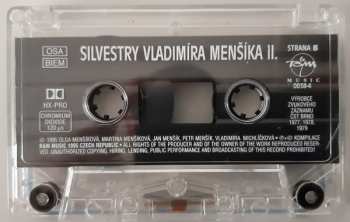 OSA
BIEM
SILVESTRY VLADIMÍRA MENŠÍKA II.
STRANA B
MUSIC
0058-4
HX-PRO
CHROMIUM
DIOXIDE
120 µs
VÝROBCE
ZVUKOVÉHO
ZÁZNAMU
ČST BRNO
1977, 1978,
1979
© 1995 OLGA MENŠÍKOVÁ, MARTINA MENŠÍKOVÁ, JAN MENŠÍK, PETR MENŠÍK, VLADIMÍRA MICHLÍČKOVÁ • ℗+© KOMPILACE
R&M MUSIC 1995 CZECH REPUBLIC • ALL RIGHTS OF THE PRODUCER AND OF THE OWNER OF THE WORK REPRODUCED RESER-
VED. UNAUTHORIZED COPYING, HIRING, LENDING, PUBLIC PERFORMANCE AND BROADCASTING OF THIS RECORD PROHIBITED!